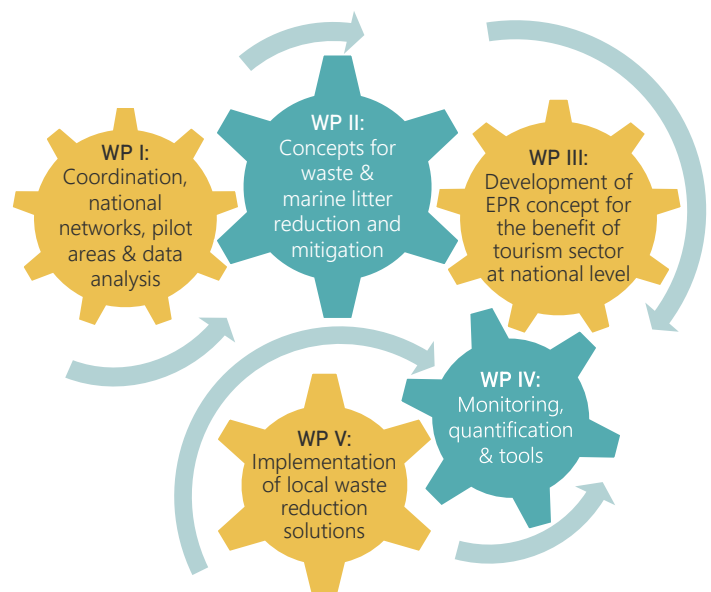 WP I:
Coordination,
national
networks, pilot
areas & data
analysis
WP II:
Concepts for
waste &
marine litter
reduction and
mitigation
WP III:
Development of
EPR concept for
the benefit of
tourism sector
at national level
WP IV:
Monitoring,
quantification
& tools
WP V:
Implementation
of local waste
reduction
solutions